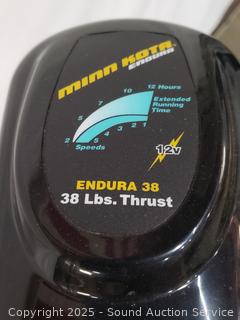 MINN KOTA
ENDURA
12 Hours
10
7
5
2
Extended
Running
Time
5 4 3 2 1
Speeds
12V
ENDURA 38
38 Lbs. Thrust
Copyright 2025 - Sound Auction Service